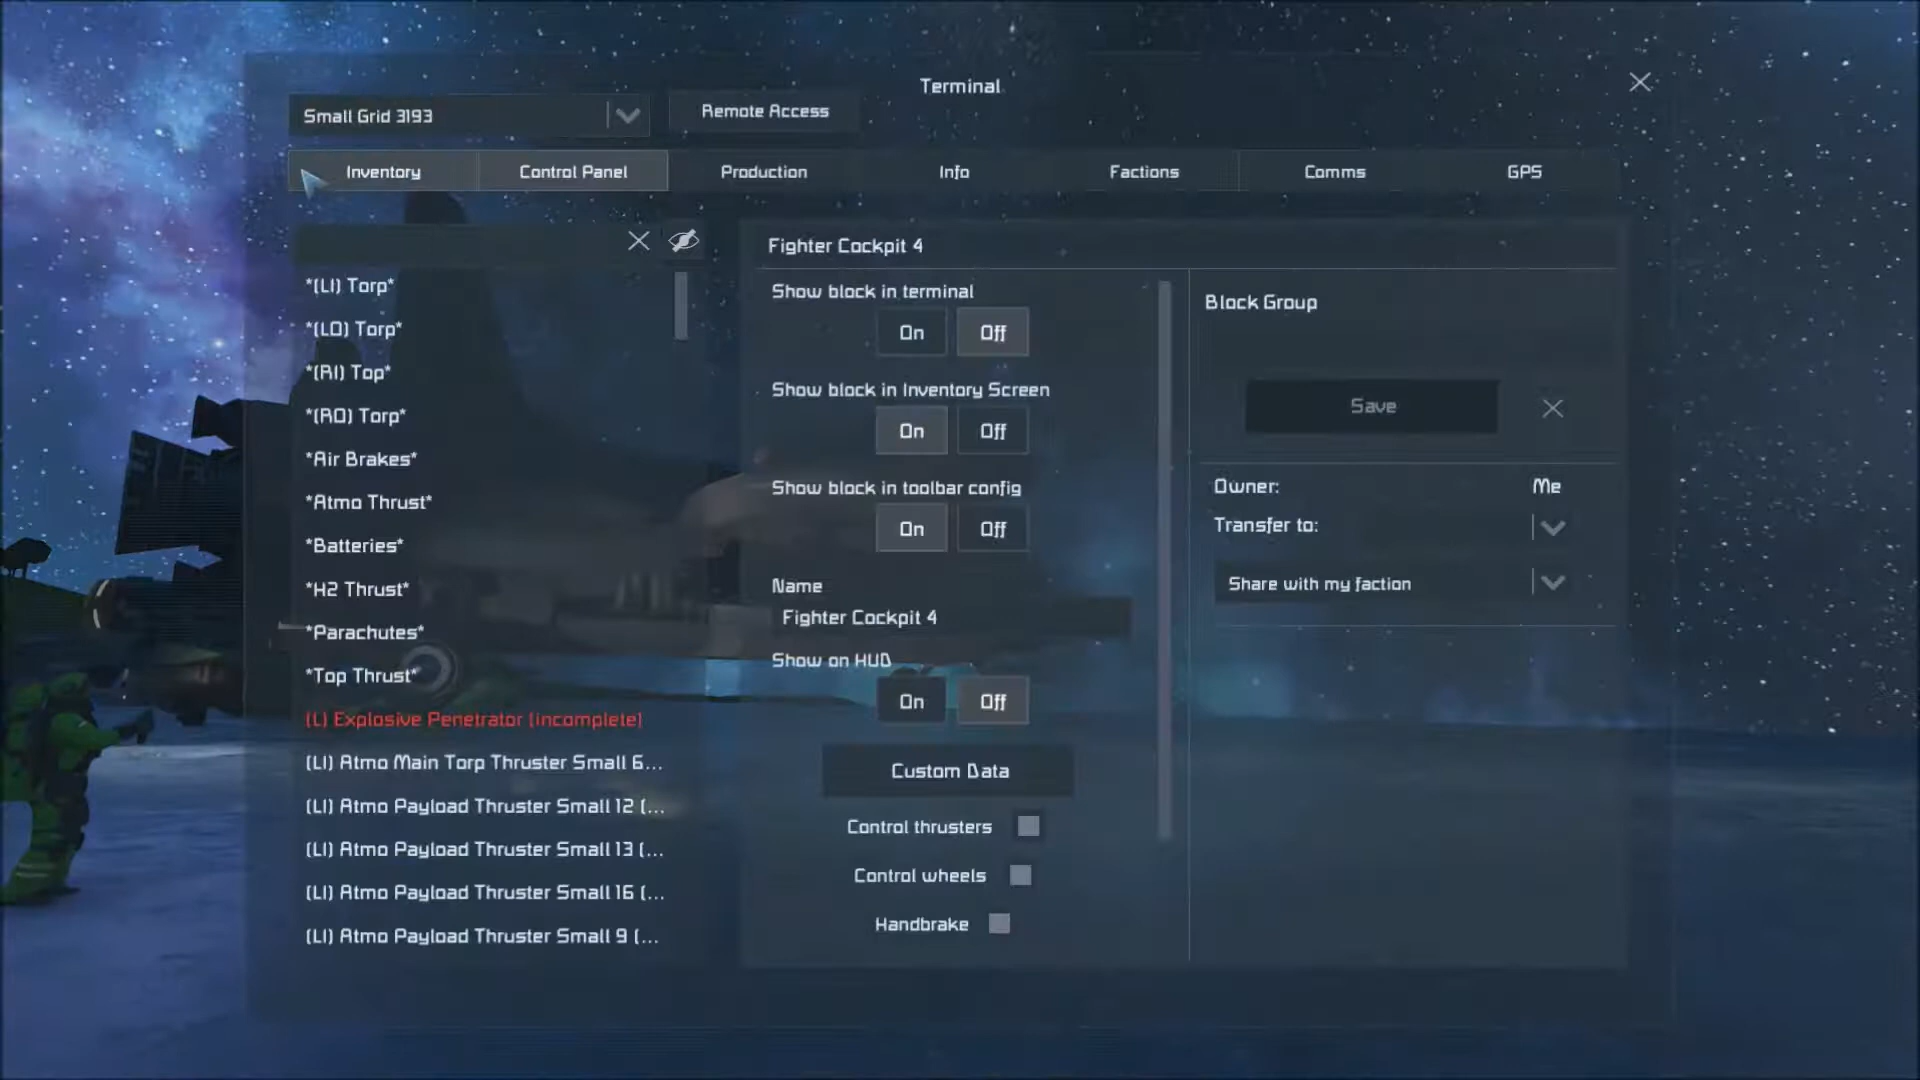 Terminal
Small Grid 3193
Remote Access
Inventory
Control Panel
Production
Info
Factions
Comms
GPS
*(LI) Torp*
*(LO) Torp*
*(RI) Top*
*(RO) Torp*
*Air Brakes*
*Atmo Thrust*
*Batteries*
*H2 Thrust*
*Parachutes*
*Top Thrust*
(L) Explosive Penetrator (Incomplete)
(LI) Atmo Main Torp Thruster Small 6...
(LI) Atmo Payload Thruster Small 12 (...
(LI) Atmo Payload Thruster Small 13 (...
(LI) Atmo Payload Thruster Small 16 (...
(LI) Atmo Payload Thruster Small 9 (...
Fighter Cockpit 4
Show block in terminal
On Off
Show block in Inventory Screen
On Off
Show block in toolbar config
On Off
Name
Fighter Cockpit 4
Show on HUD
On Off
Custom Data
Control thrusters
Control wheels
Handbrake
Block Group
Save
Owner: Me
Transfer to:
Share with my faction